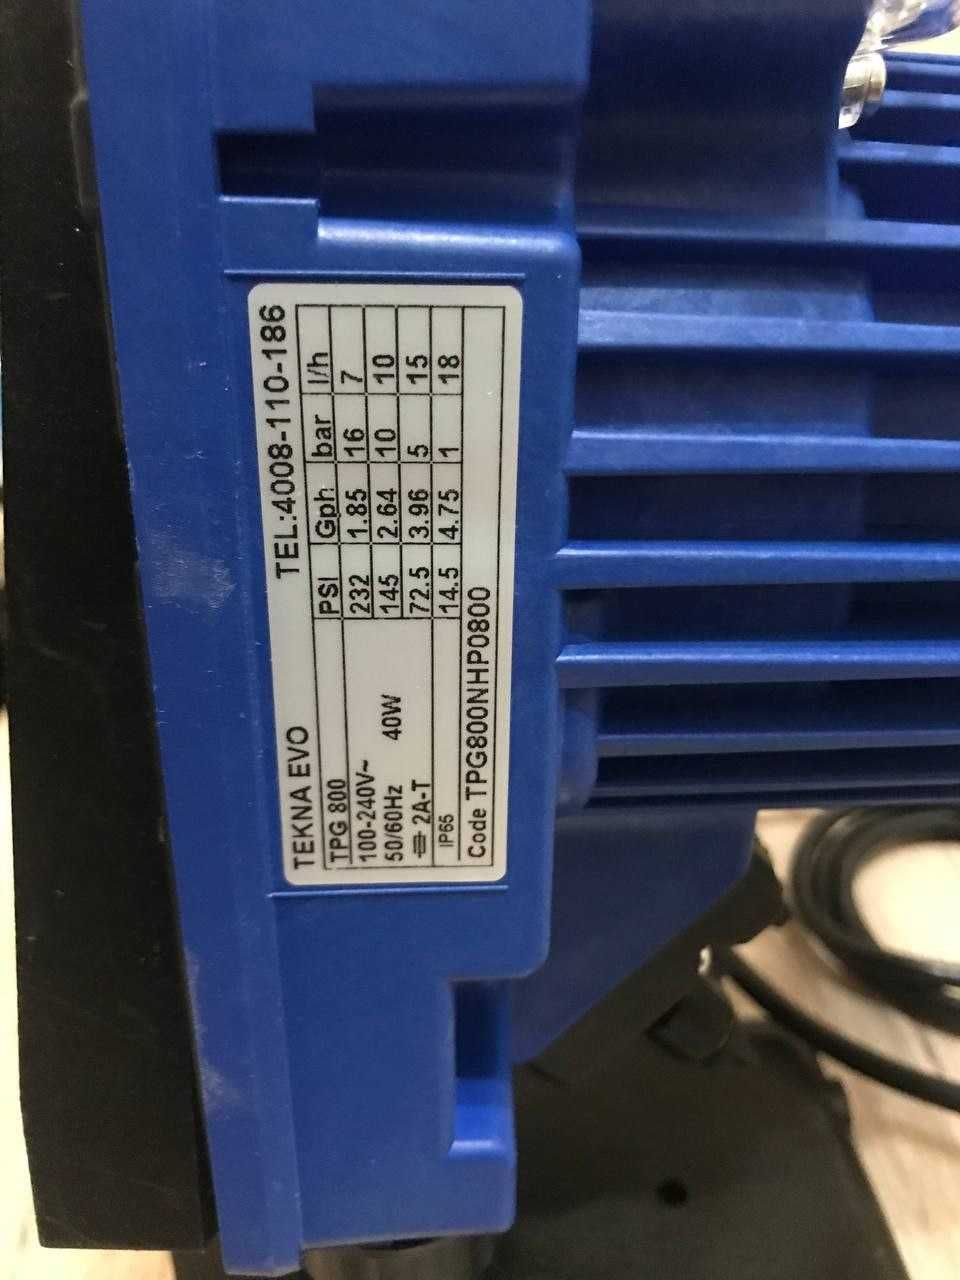 TEKNA EVO TEL:4008-110-186
TPG 800 PSI Gph bar l/h
100-240V~ 232 1.85 16 7
50/60Hz 40W 145 2.64 10 10
2A-T 72.5 3.96 5 15
IP65 14.5 4.75 1 18
Code TPG800NHP0800